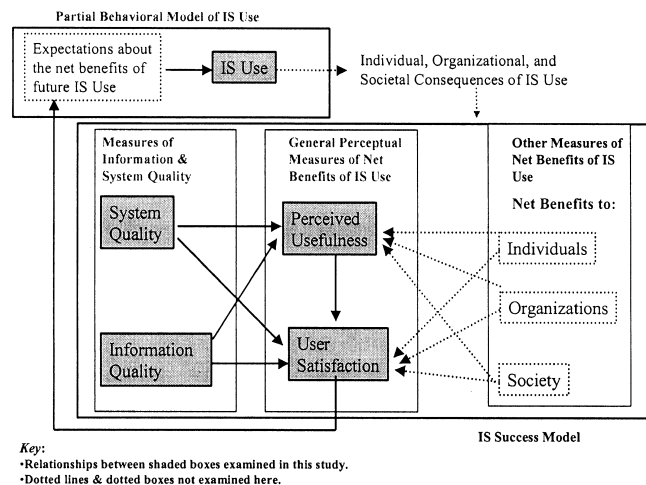 Partial Behavioral Model of IS Use
Expectations about
the net benefits of
future IS Use
IS Use
Individual, Organizational, and
Societal Consequences of IS Use
Measures of
Information &
System Quality
General Perceptual
Measures of Net
Benefits of IS Use
Other Measures of
Net Benefits of IS
Use
Net Benefits to:
System
Quality
Perceived
Usefulness
Individuals
Organizations
Information
Quality
User
Satisfaction
Society
IS Success Model
Key:
•Relationships between shaded boxes examined in this study.
•Dotted lines & dotted boxes not examined here.